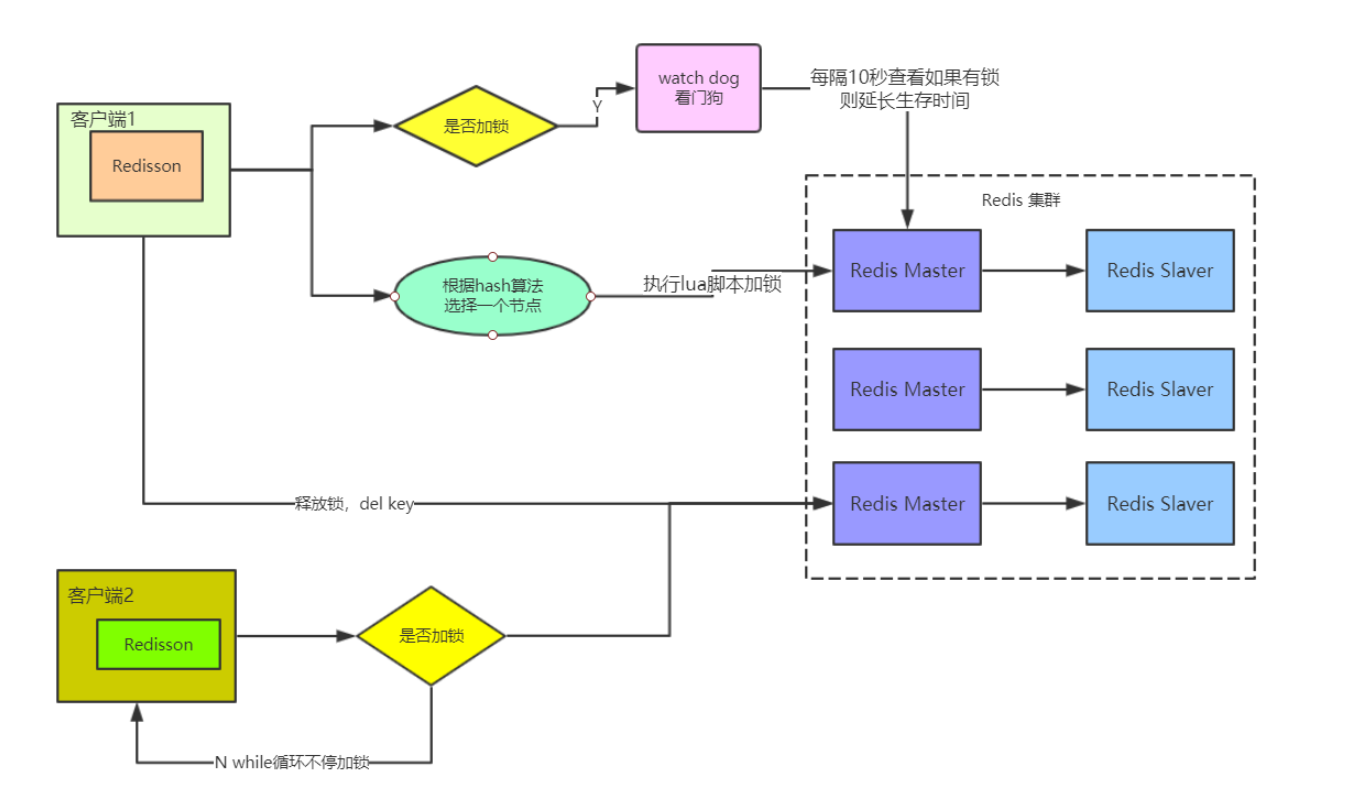 客户端1
Redisson
是否加锁
Y
watch dog
看门狗
每隔10秒查看如果有锁
则延长生存时间
Redis 集群
根据hash算法
选择一个节点
执行lua脚本加锁
Redis Master
Redis Slaver
Redis Master
Redis Slaver
释放锁，del key
Redis Master
Redis Slaver
客户端2
Redisson
是否加锁
N while循环不停加锁